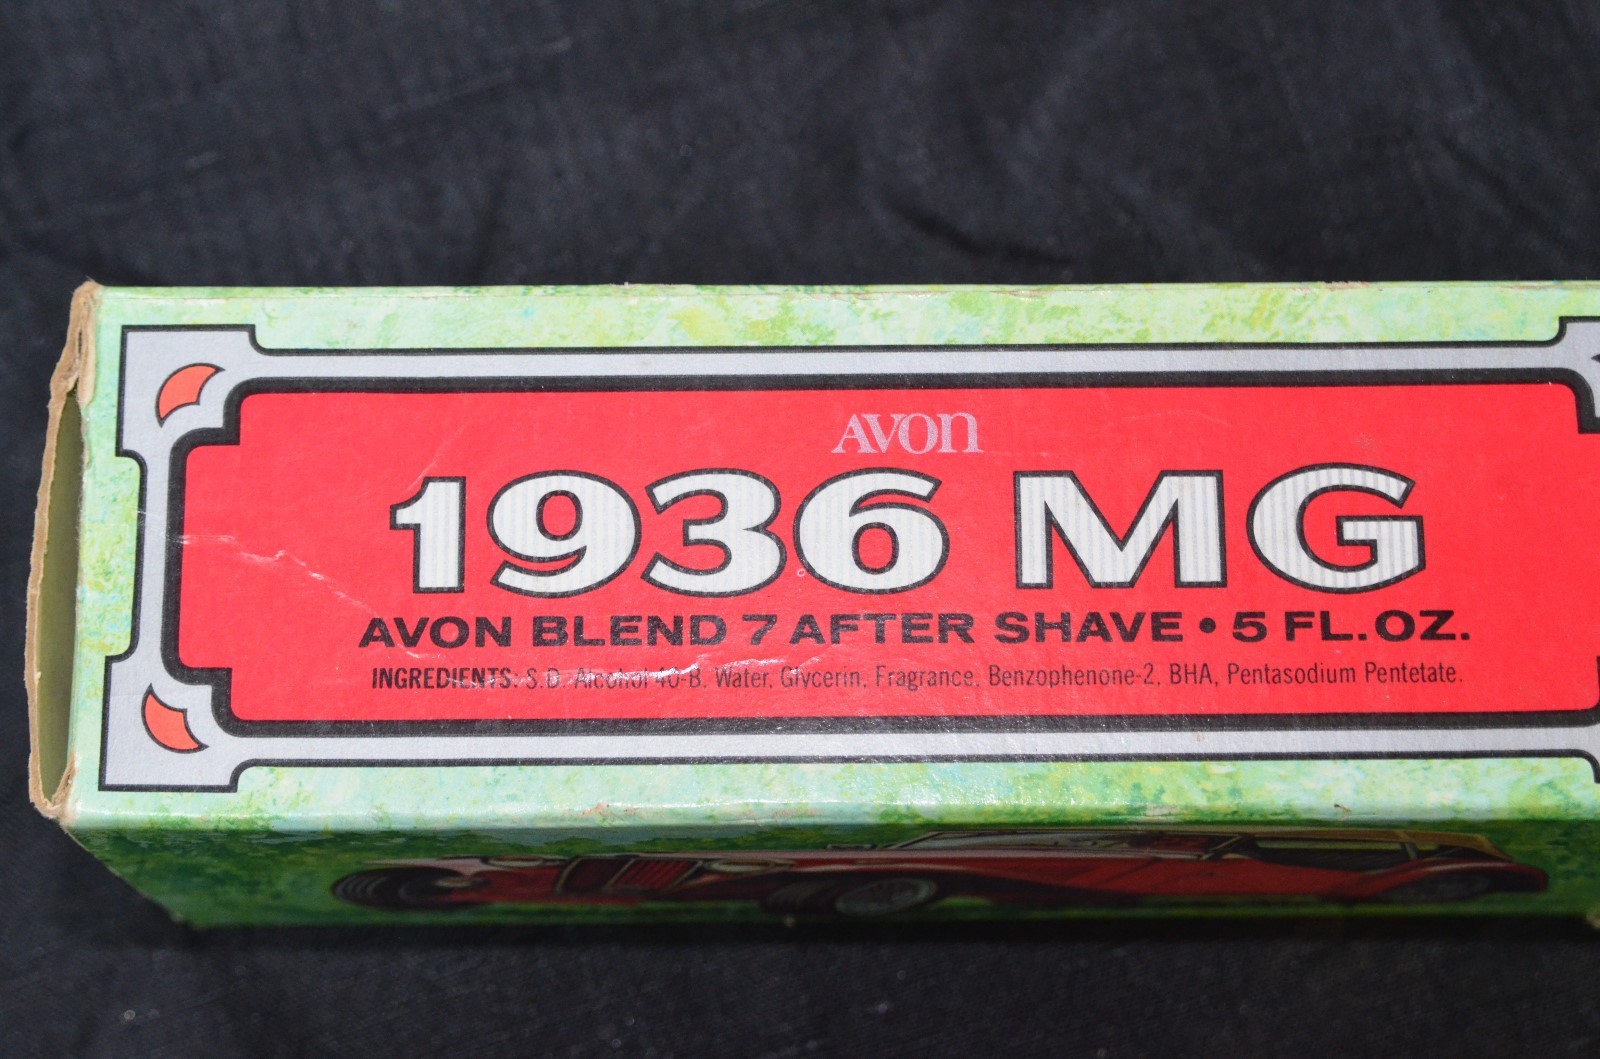 AVON
1936 MG
AVON BLEND 7 AFTER SHAVE • 5 FL.OZ.
INGREDIENTS: S.D. Alcohol 40-B, Water, Glycerin, Fragrance, Benzophenone-2, BHA, Pentasodium Pentetate.